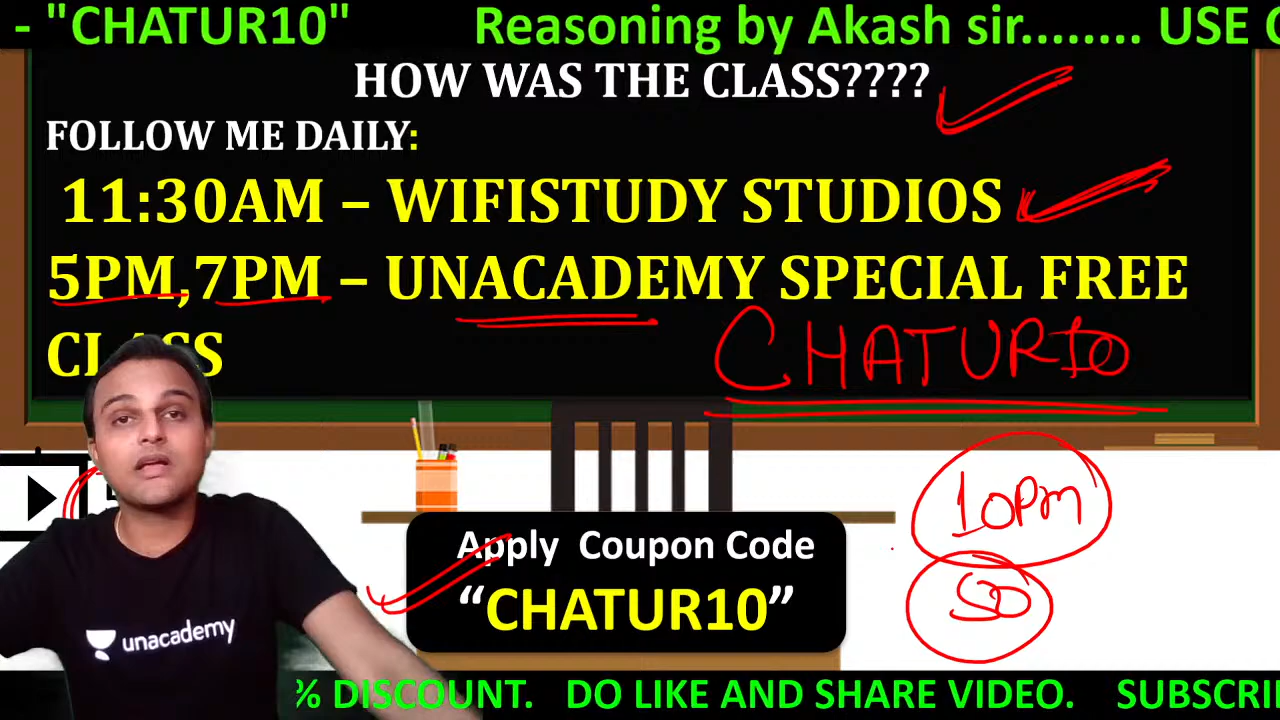 - "CHATUR10" Reasoning by Akash sir........ USE
HOW WAS THE CLASS????
FOLLOW ME DAILY:
11:30AM – WIFISTUDY STUDIOS
5PM,7PM – UNACADEMY SPECIAL FREE
CLASS
CHATUR10
10PM
Apply Coupon Code
“CHATUR10”
unacademy
% DISCOUNT. DO LIKE AND SHARE VIDEO. SUBSCRI